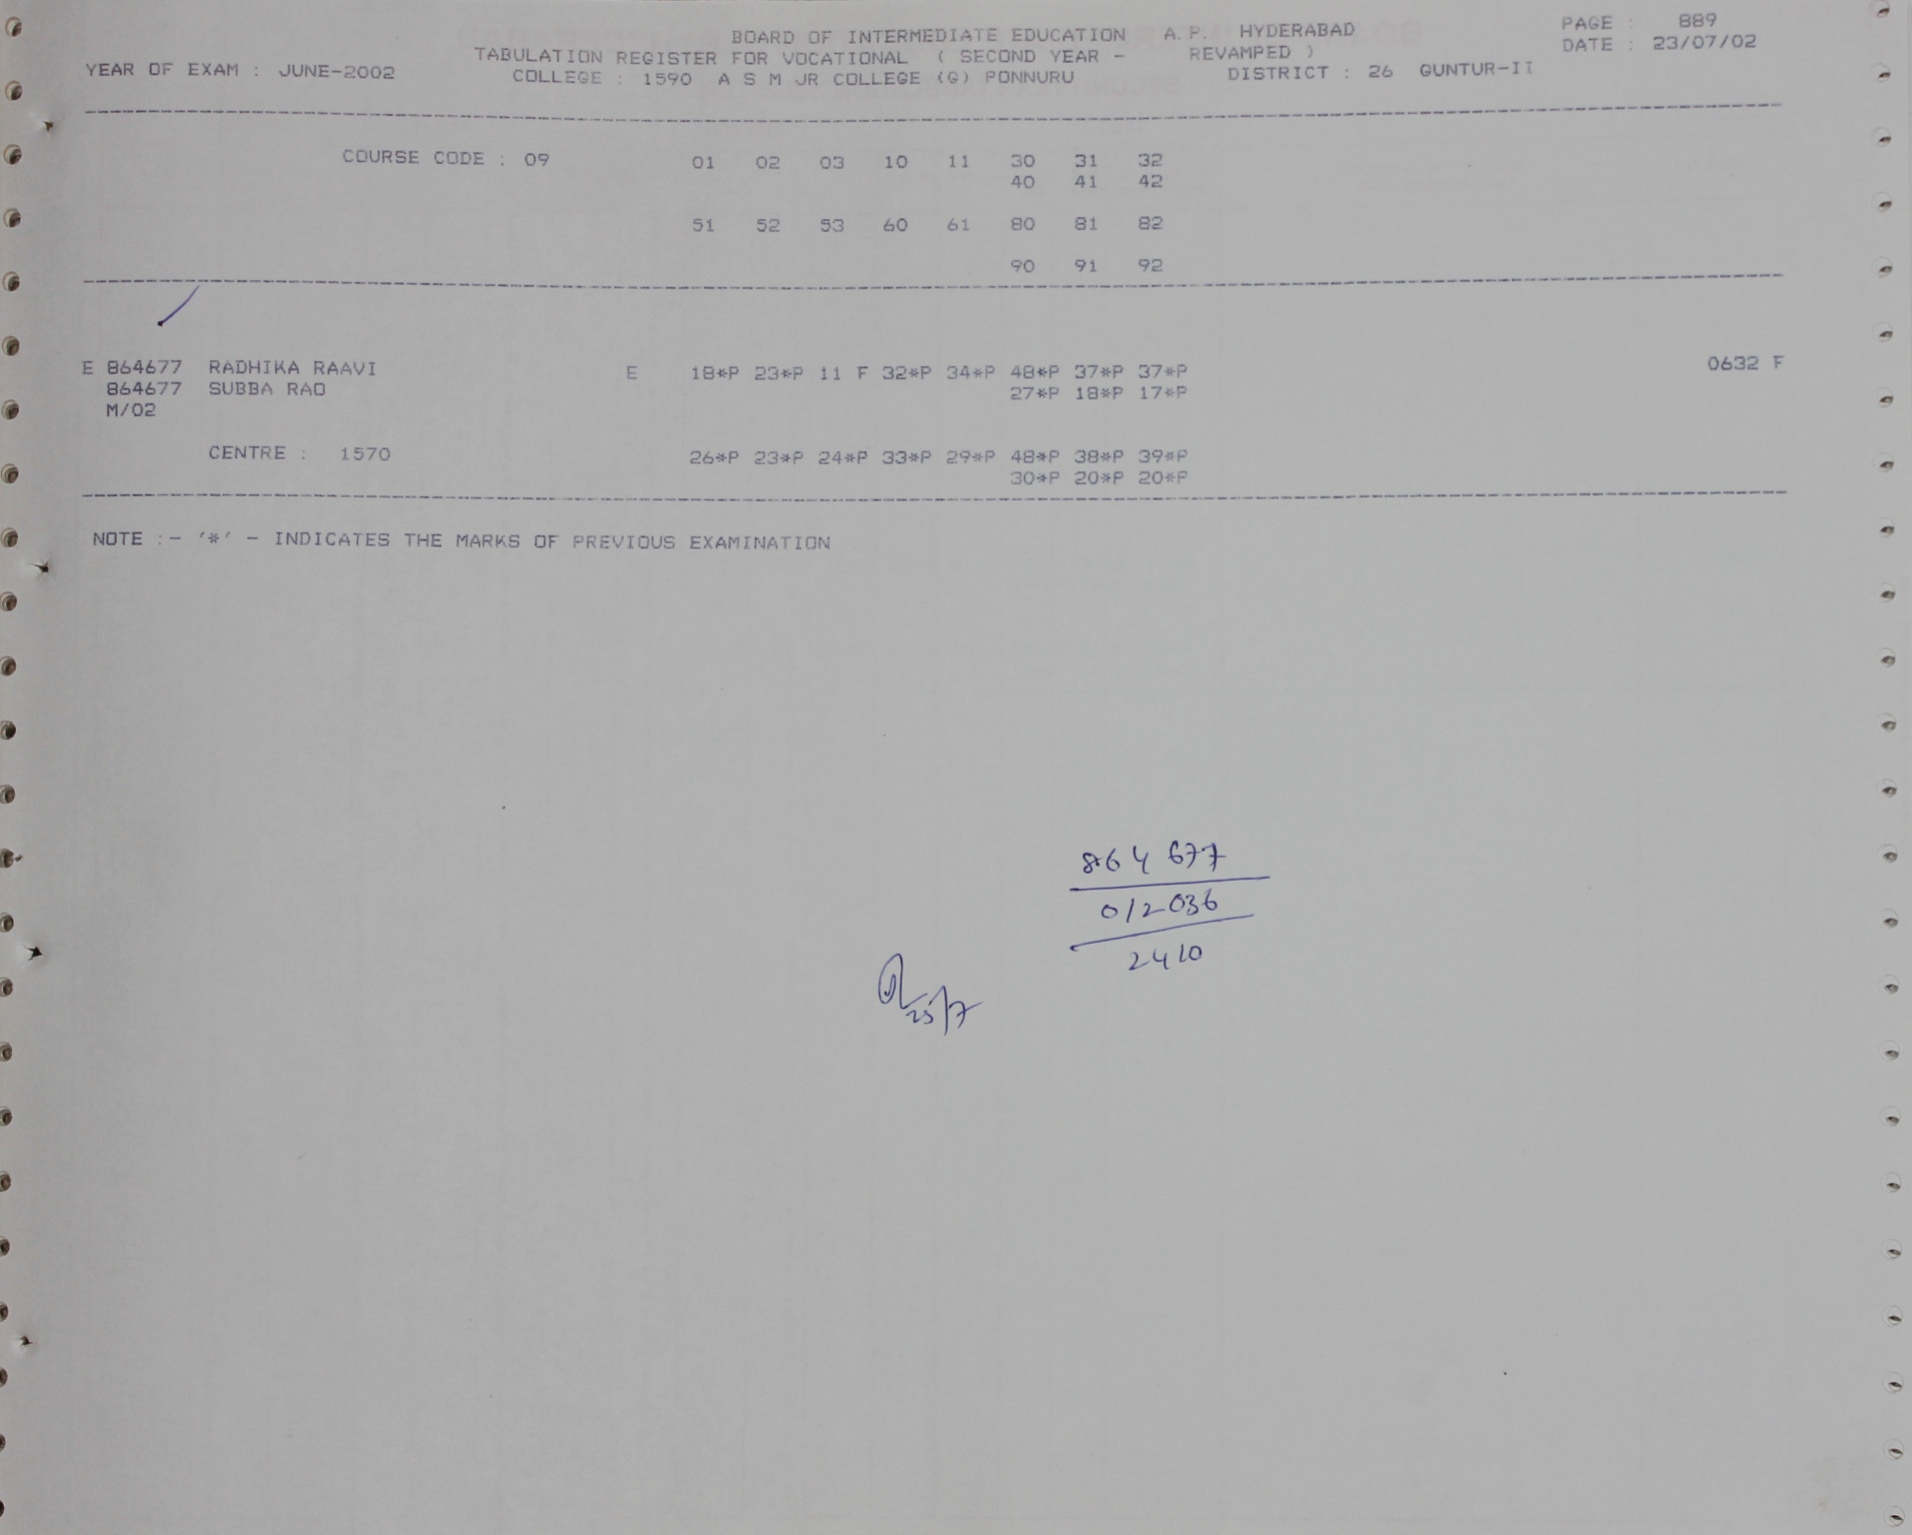 BOARD OF INTERMEDIATE EDUCATION A.P. HYDERABAD PAGE : 889
TABULATION REGISTER FOR VOCATIONAL ( SECOND YEAR - REVAMPED ) DATE : 23/07/02
YEAR OF EXAM : JUNE-2002 COLLEGE : 1590 A S M JR COLLEGE (G) PONNURU DISTRICT : 26 GUNTUR-II
COURSE CODE : 09 01 02 03 10 11 30 31 32
40 41 42
51 52 53 60 61 80 81 82
90 91 92
E 864677 RADHIKA RAAVI E 18*P 23*P 11 F 32*P 34*P 48*P 37*P 37*P 0632 F
864677 SUBBA RAO 27*P 18*P 17*P
M/02
CENTRE : 1570 26*P 23*P 24*P 33*P 29*P 48*P 38*P 39*P
30*P 20*P 20*P
NOTE :- '*' - INDICATES THE MARKS OF PREVIOUS EXAMINATION
864677
012036
2410
25/7